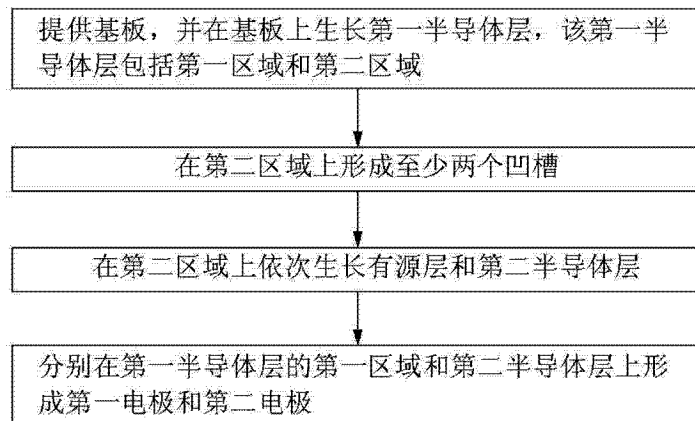 提供基板，并在基板上生长第一半导体层，该第一半
导体层包括第一区域和第二区域
在第二区域上形成至少两个凹槽
在第二区域上依次生长有源层和第二半导体层
分别在第一半导体层的第一区域和第二半导体层上形
成第一电极和第二电极